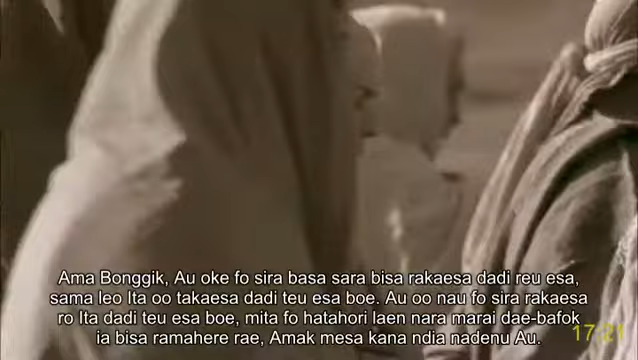 Ama Bonggik, Au oke fo sira basa sara bisa rakaesa dadi reu esa,
sama leo Ita oo takaesa dadi teu esa boe. Au oo nau fo sira rakaesa
ro Ita dadi teu esa boe, mita fo hatahori laen nara marai dae-bafok
ia bisa ramahere rae, Amak mesa kana ndia nadenu Au.
17:21